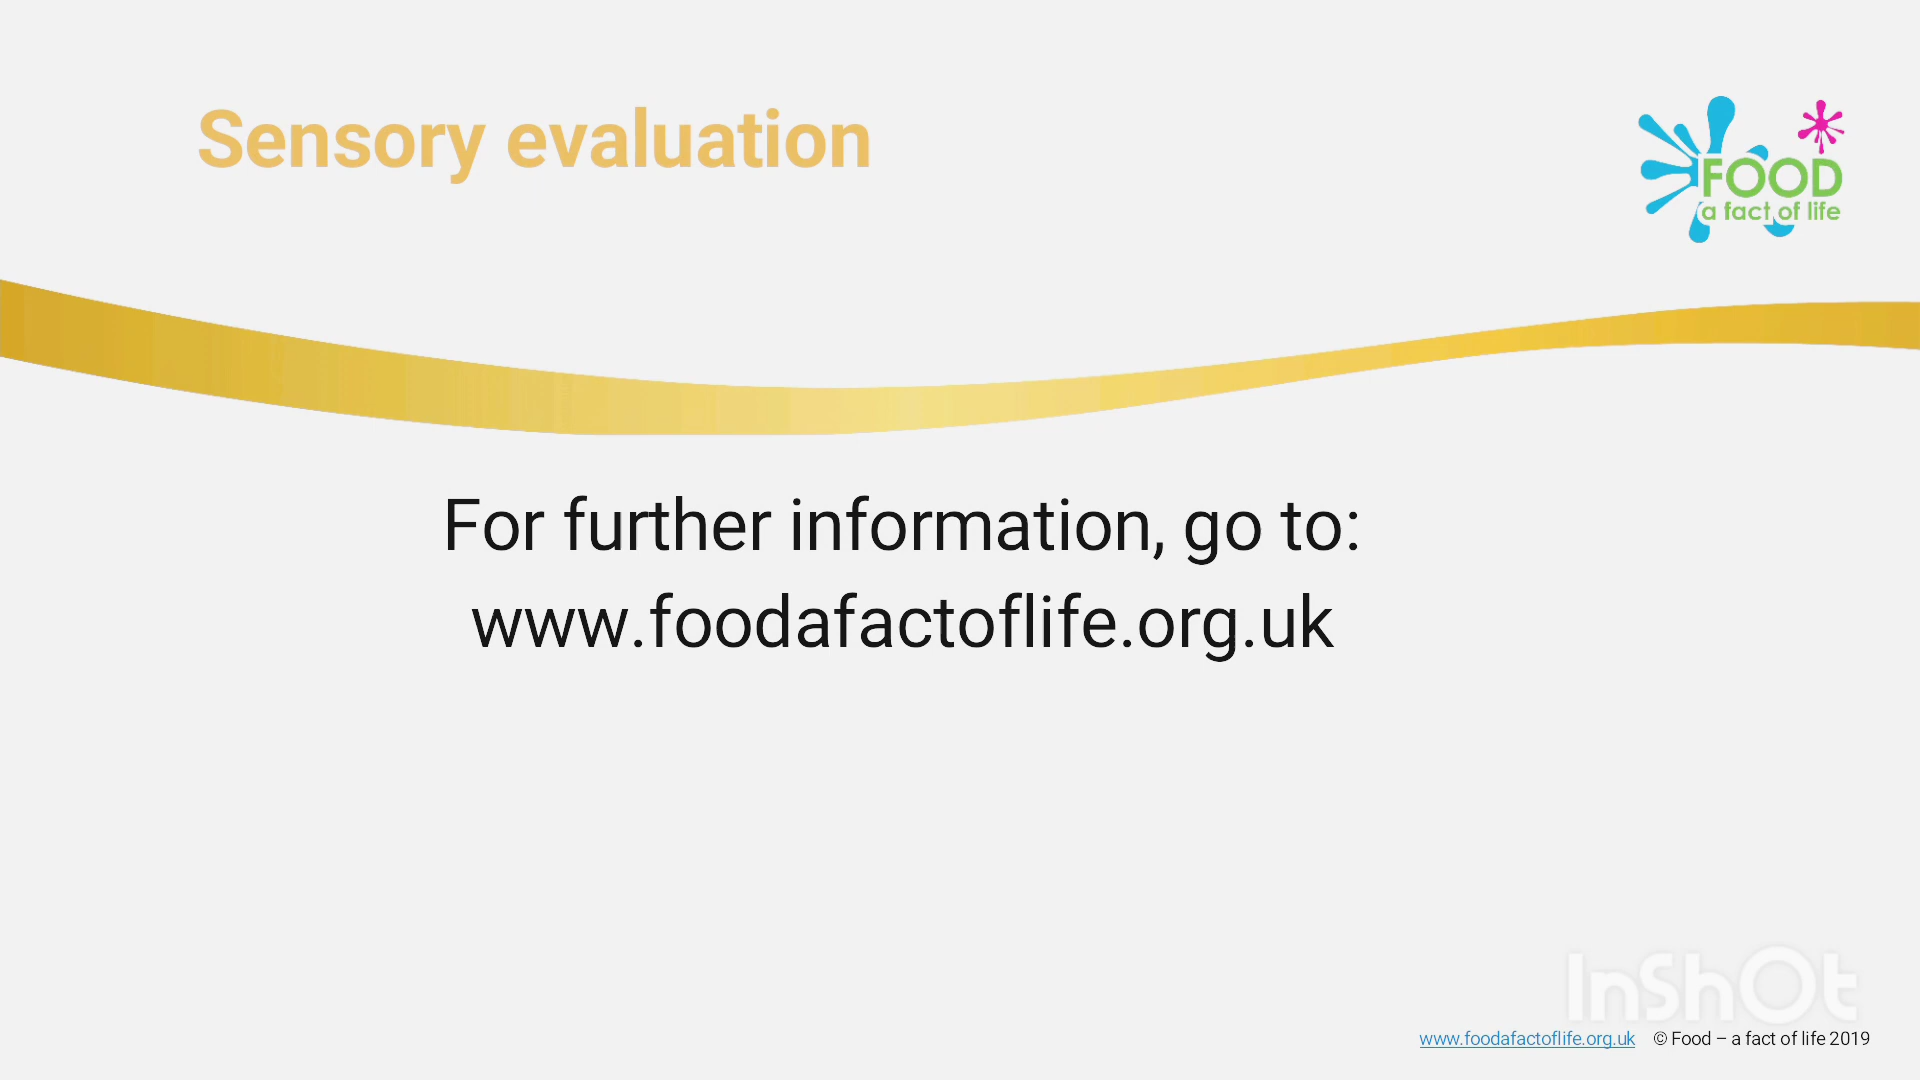 Sensory evaluation
FOOD
a fact of life
For further information, go to:
www.foodafactoflife.org.uk
InShOt
www.foodafactoflife.org.uk © Food – a fact of life 2019